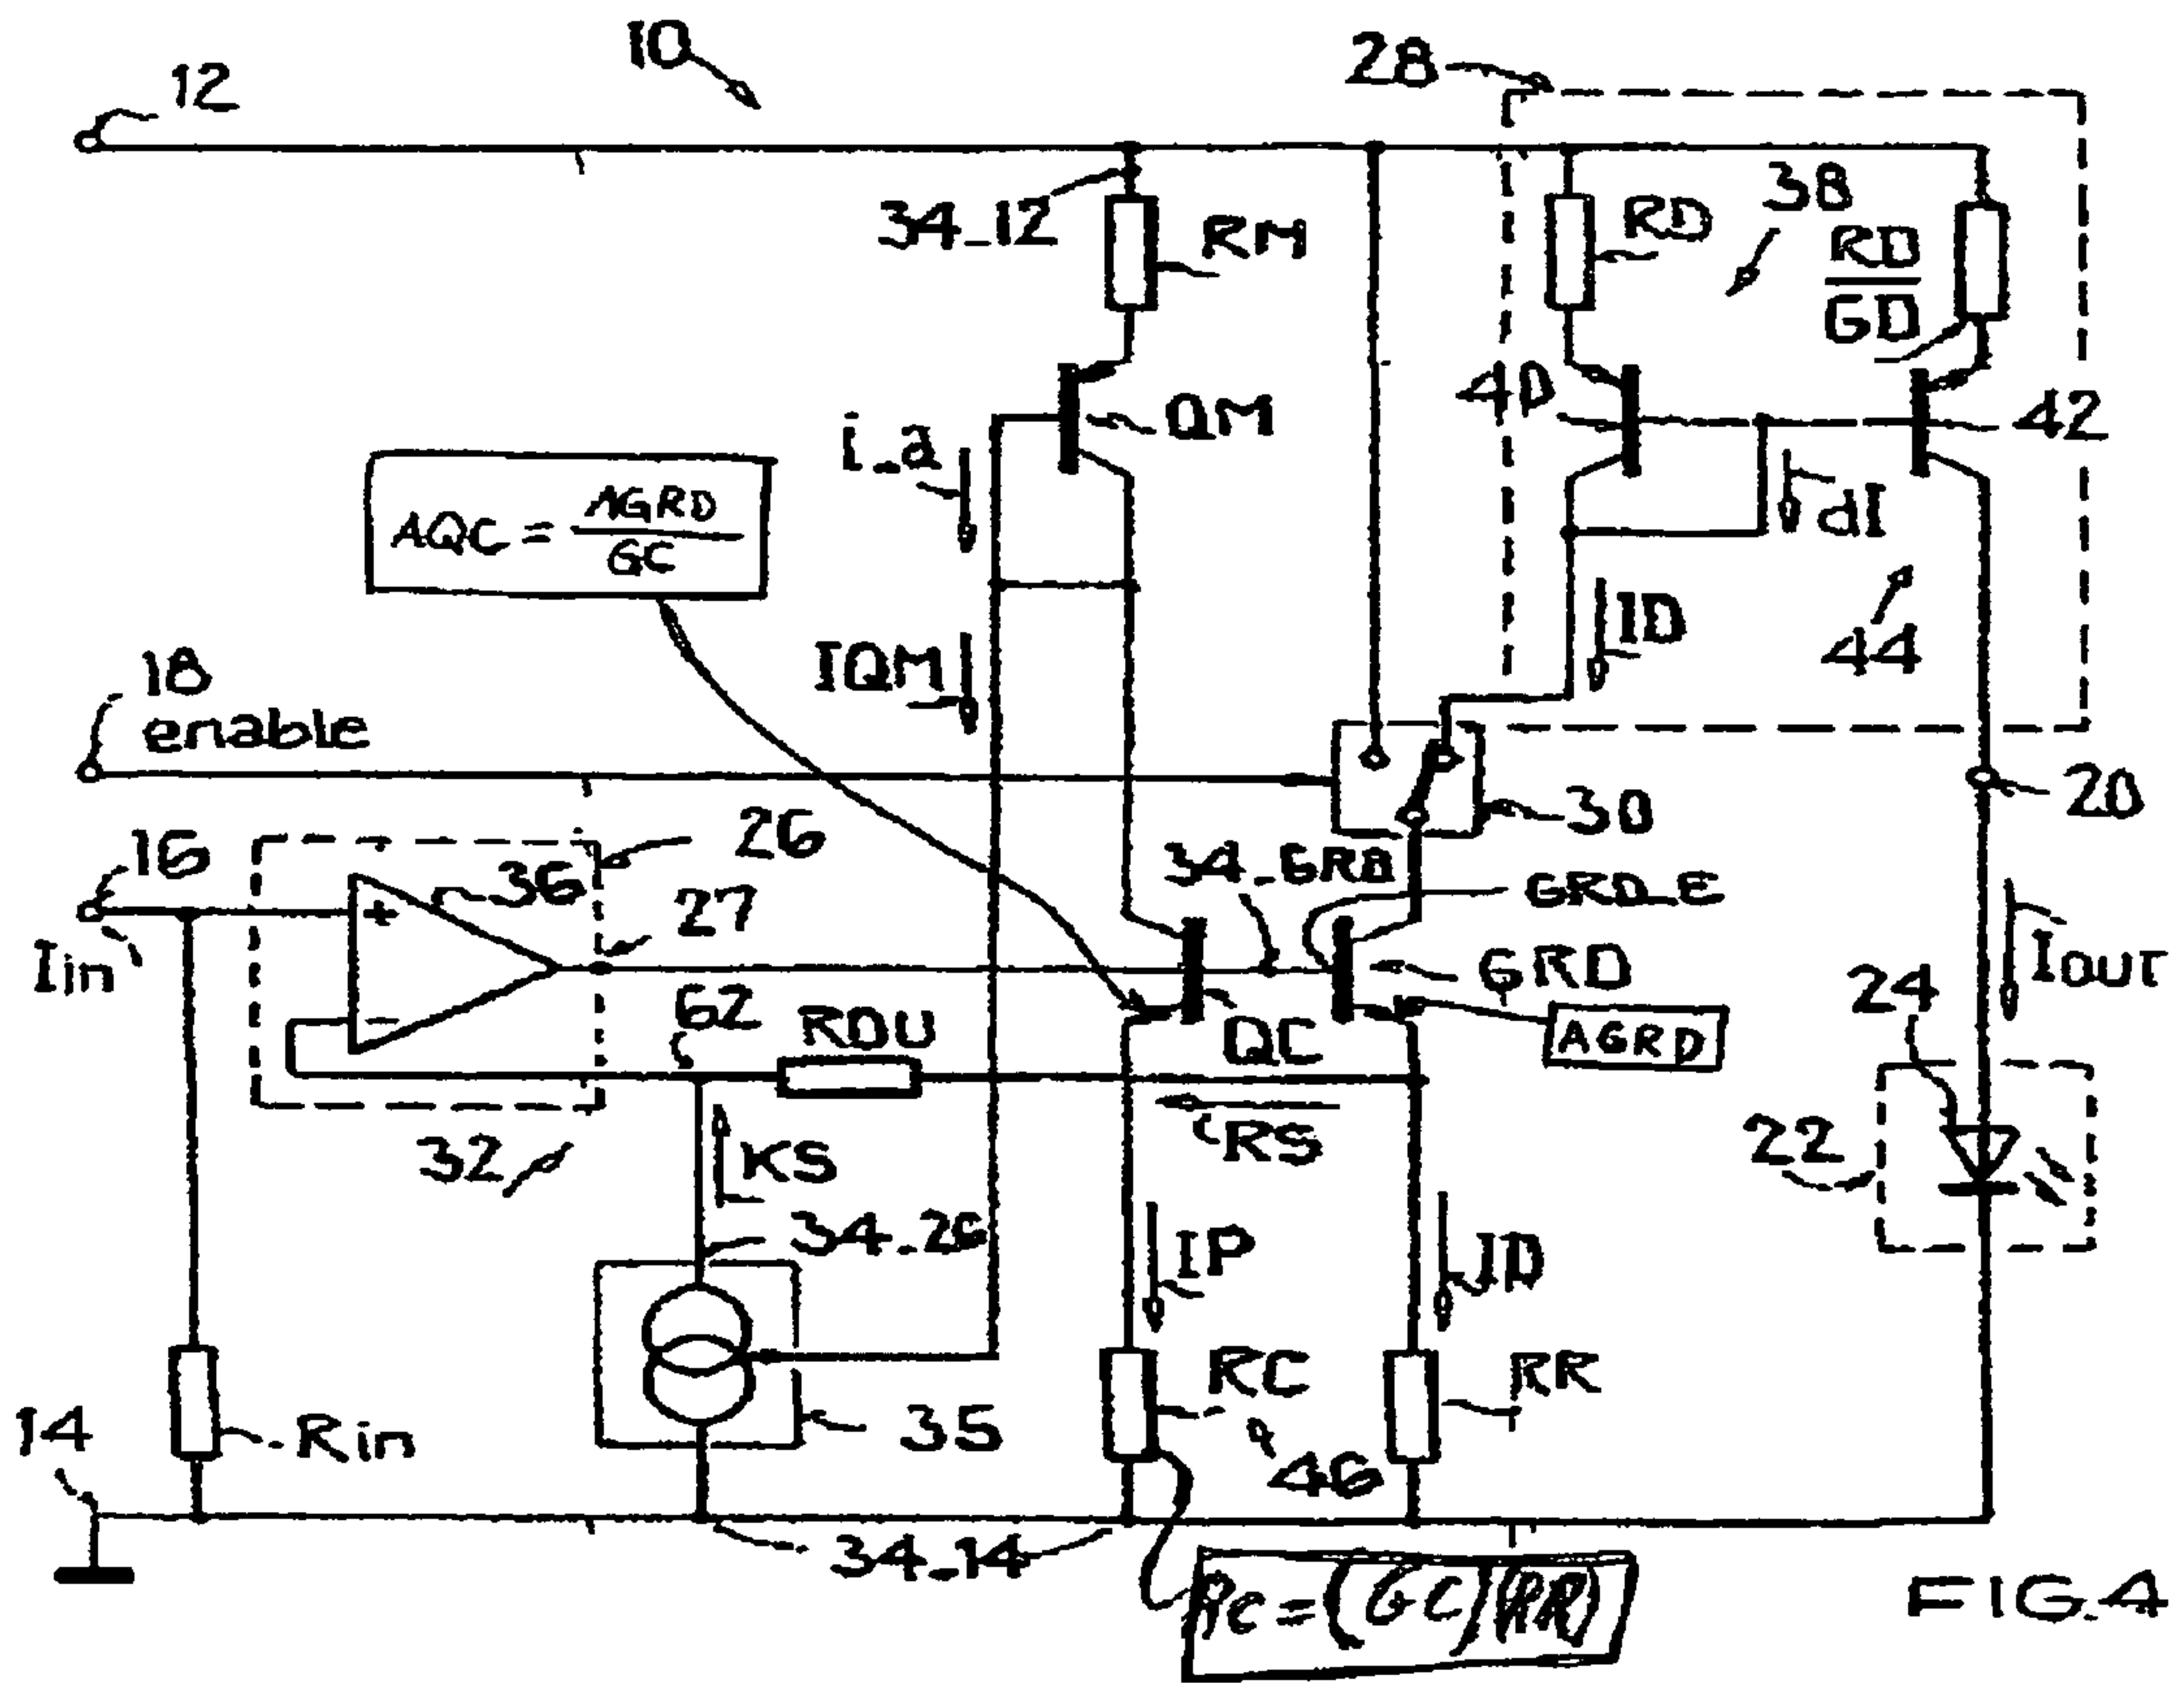 10
28
12
34_12
RM
RD
38
RD
GD
40
42
QM
i_a
dI
AQC = AGRD
GC
ID
44
IQM
18
enable
30
20
16
26
36
27
34_GRD
GRD_E
Iin
GRD
IOUT
62
RDU
QC
24
AGRD
32
KS
RS
22
34_26
IP
ID
14
Rin
35
RC
RR
46
34_14
RC = (GC)(RR)
FIG.4